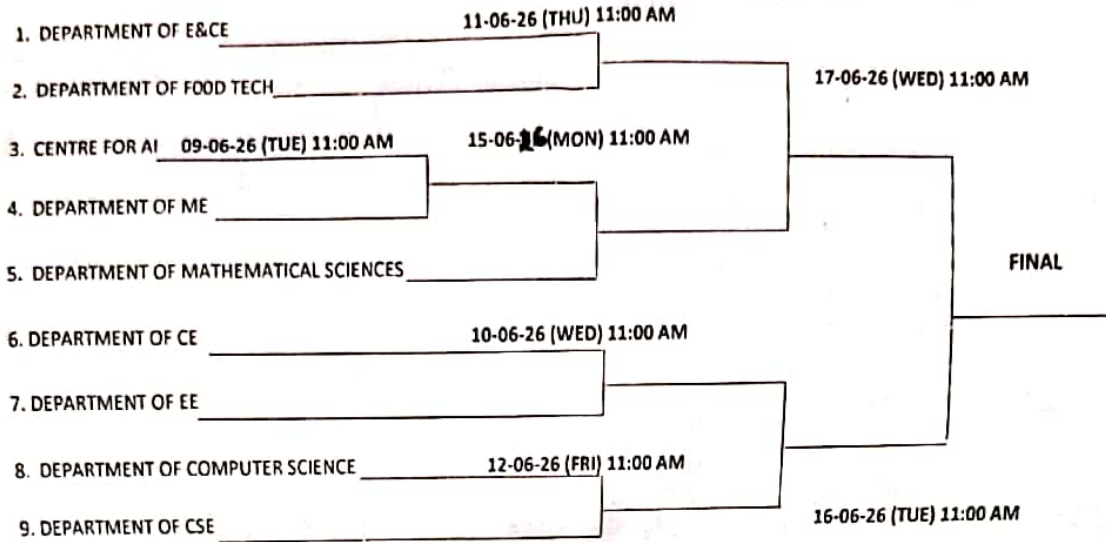 1. DEPARTMENT OF E&CE
11-06-26 (THU) 11:00 AM
2. DEPARTMENT OF FOOD TECH
17-06-26 (WED) 11:00 AM
3. CENTRE FOR AI 09-06-26 (TUE) 11:00 AM
15-06-26 (MON) 11:00 AM
4. DEPARTMENT OF ME
5. DEPARTMENT OF MATHEMATICAL SCIENCES
FINAL
6. DEPARTMENT OF CE
10-06-26 (WED) 11:00 AM
7. DEPARTMENT OF EE
8. DEPARTMENT OF COMPUTER SCIENCE
12-06-26 (FRI) 11:00 AM
9. DEPARTMENT OF CSE
16-06-26 (TUE) 11:00 AM